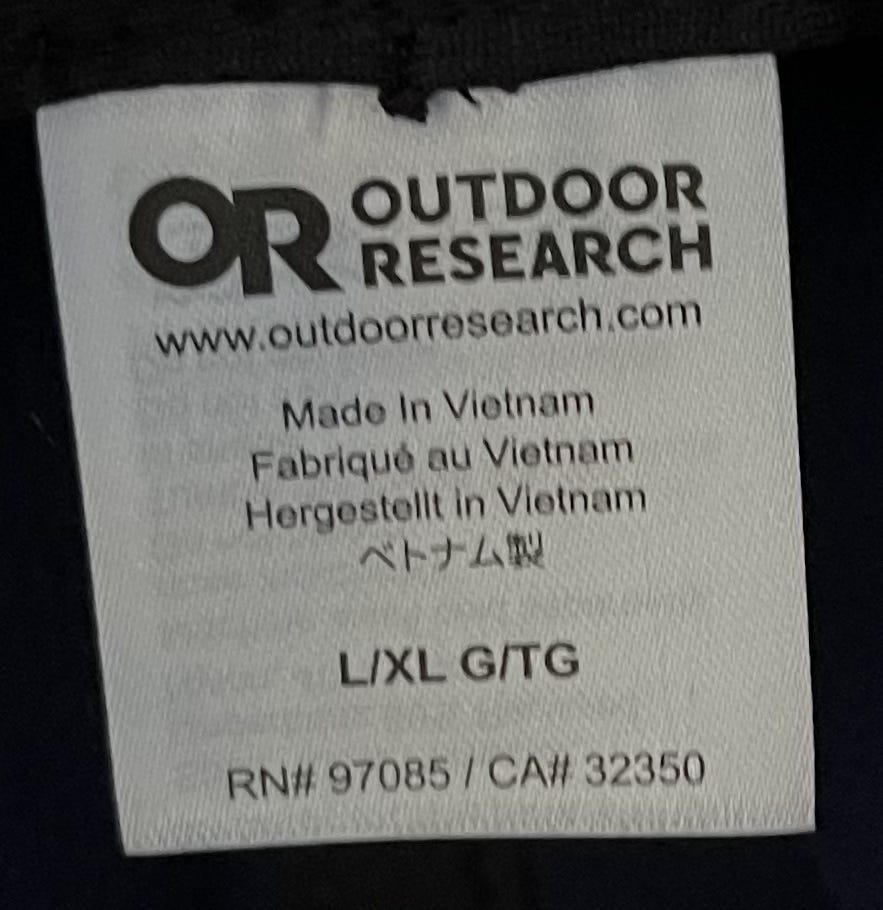 OR OUTDOOR
RESEARCH
www.outdoorresearch.com
Made In Vietnam
Fabriqué au Vietnam
Hergestellt in Vietnam
ベトナム製
L/XL G/TG
RN# 97085 / CA# 32350